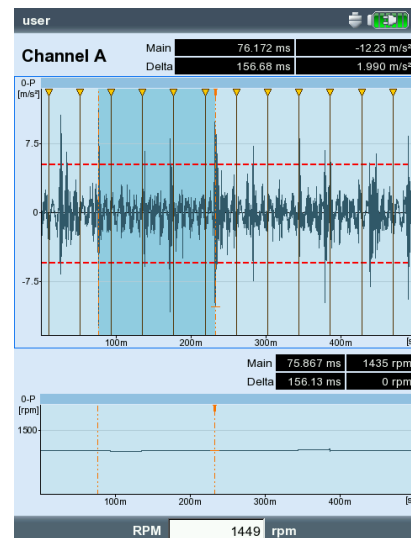 user
Channel A
Main 76.172 ms -12.23 m/s²
Delta 156.68 ms 1.990 m/s²
0-P
[m/s²]
7.5
0
-7.5
100m 200m 300m 400m
Main 75.867 ms 1435 rpm
Delta 156.13 ms 0 rpm
0-P
[rpm]
1500
100m 200m 300m 400m
RPM 1449 rpm